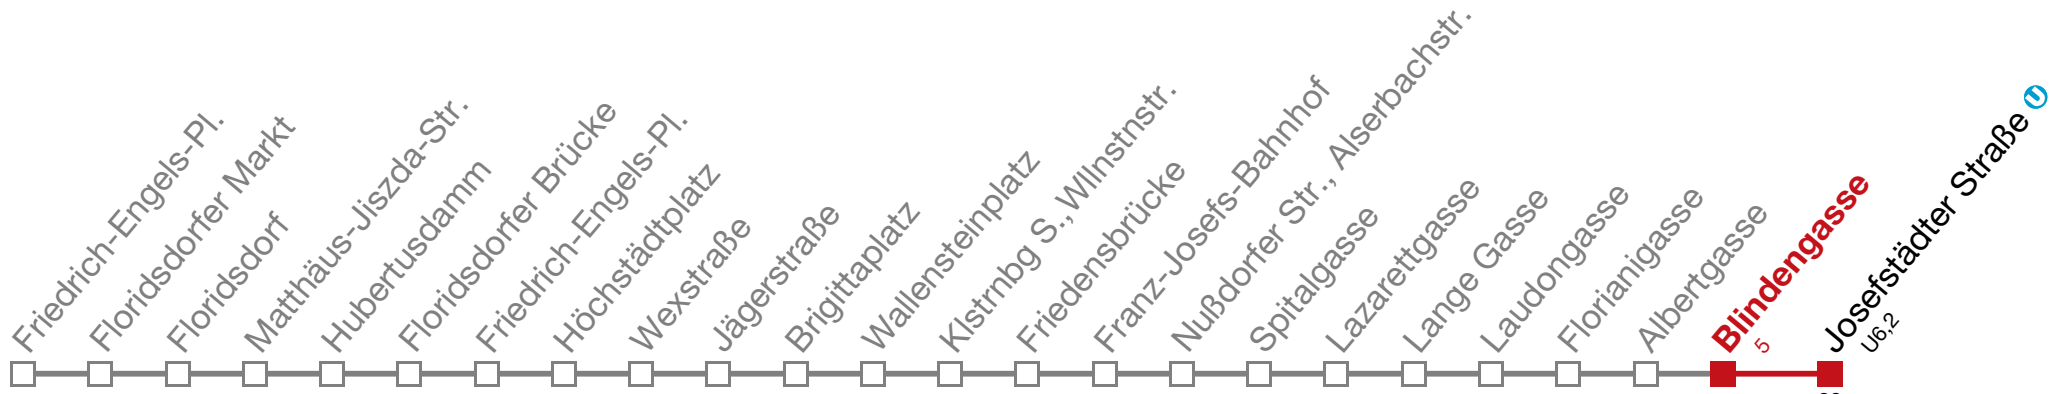 Friedrich-Engels-Pl.
Floridsdorfer Markt
Floridsdorf
Matthäus-Jiszda-Str.
Hubertusdamm
Floridsdorfer Brücke
Friedrich-Engels-Pl.
Höchstädtplatz
Wexstraße
Jägerstraße
Brigittaplatz
Wallensteinplatz
Klstrnbg S., Wllnstnstr.
Friedensbrücke
Franz-Josefs-Bahnhof
Nußdorfer Str., Alserbachstr.
Spitalgasse
Lazarettgasse
Lange Gasse
Laudongasse
Florianigasse
Albertgasse
Blindengasse
5
Josefstädter Straße U
U6,2